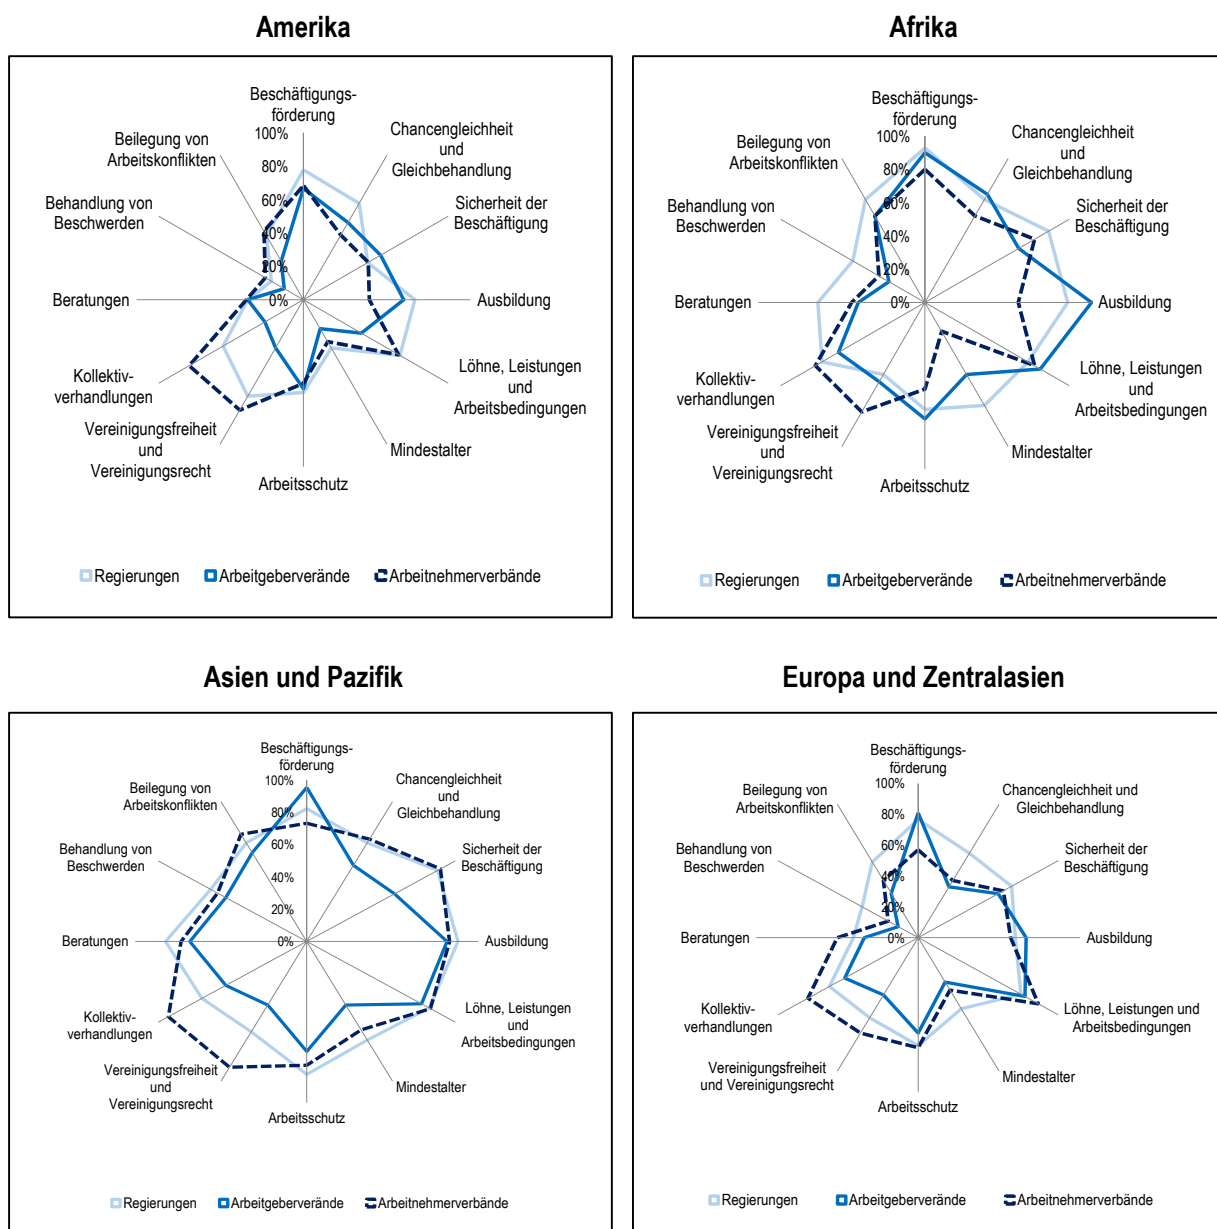 Amerika
Beschäftigungs-
förderung
100%
80%
60%
40%
20%
0%
Chancengleichheit
und
Gleichbehandlung
Sicherheit der
Beschäftigung
Ausbildung
Löhne, Leistungen
und
Arbeitsbedingungen
Mindestalter
Arbeitsschutz
Vereinigungsfreiheit
und
Vereinigungsrecht
Kollektiv-
verhandlungen
Beratungen
Behandlung von
Beschwerden
Beilegung von
Arbeitskonflikten
Regierungen
Arbeitgeberverände
Arbeitnehmerverbände
Afrika
Beschäftigungs-
förderung
100%
80%
60%
40%
20%
0%
Chancengleichheit
und
Gleichbehandlung
Sicherheit der
Beschäftigung
Ausbildung
Löhne, Leistungen
und
Arbeitsbedingungen
Mindestalter
Arbeitsschutz
Vereinigungsfreiheit
und
Vereinigungsrecht
Kollektiv-
verhandlungen
Beratungen
Behandlung von
Beschwerden
Beilegung von
Arbeitskonflikten
Regierungen
Arbeitgeberverände
Arbeitnehmerverbände
Asien und Pazifik
Beschäftigungs-
förderung
100%
80%
60%
40%
20%
0%
Chancengleichheit
und
Gleichbehandlung
Sicherheit der
Beschäftigung
Ausbildung
Löhne, Leistungen
und
Arbeitsbedingungen
Mindestalter
Arbeitsschutz
Vereinigungsfreiheit
und
Vereinigungsrecht
Kollektiv-
verhandlungen
Beratungen
Behandlung von
Beschwerden
Beilegung von
Arbeitskonflikten
Regierungen
Arbeitgeberverände
Arbeitnehmerverbände
Europa und Zentralasien
Beschäftigungs-
förderung
100%
80%
60%
40%
20%
0%
Chancengleichheit und
Gleichbehandlung
Sicherheit der
Beschäftigung
Ausbildung
Löhne, Leistungen und
Arbeitsbedingungen
Mindestalter
Arbeitsschutz
Vereinigungsfreiheit
und Vereinigungsrecht
Kollektiv-
verhandlungen
Beratungen
Behandlung von
Beschwerden
Beilegung von
Arbeitskonflikten
Regierungen
Arbeitgeberverände
Arbeitnehmerverbände